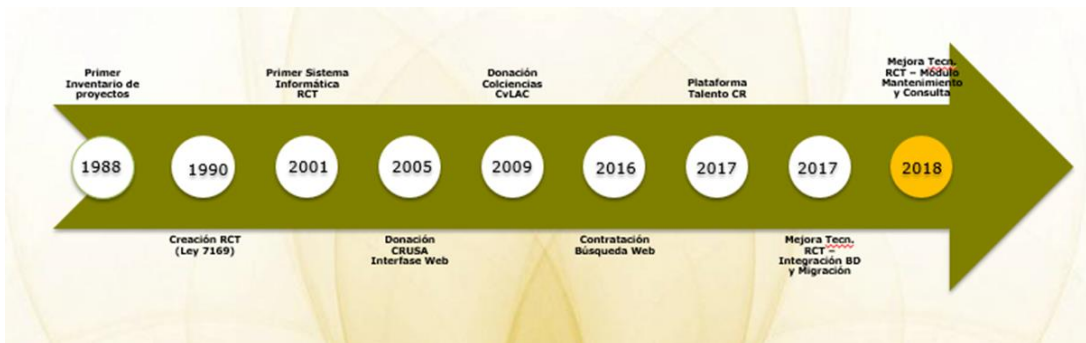 Primer
Inventario de
proyectos
Primer Sistema
Informática
RCT
Donación
Colciencias
CvLAC
Plataforma
Talento CR
Mejora Tecn.
RCT – Módulo
Mantenimiento
y Consulta
1988
1990
2001
2005
2009
2016
2017
2017
2018
Creación RCT
(Ley 7169)
Donación
CRUSA
Interfase Web
Contratación
Búsqueda Web
Mejora Tecn.
RCT –
Integración BD
y Migración